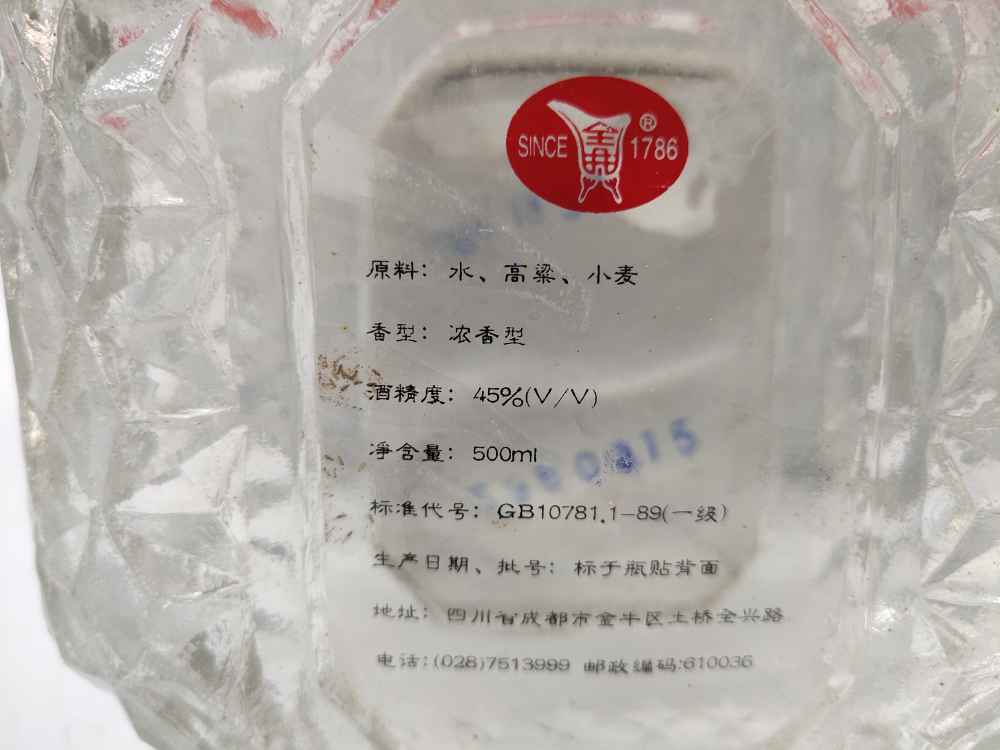 SINCE 全興 ® 1786
原料：水、高粱、小麦
香型：浓香型
酒精度：45%(V/V)
淨含量：500ml
标准代号：GB10781.1-89(一级)
生产日期、批号：标于瓶贴背面
地址：四川省成都市金牛区土桥全兴路
电话：(028)7513999 邮政编码:610036